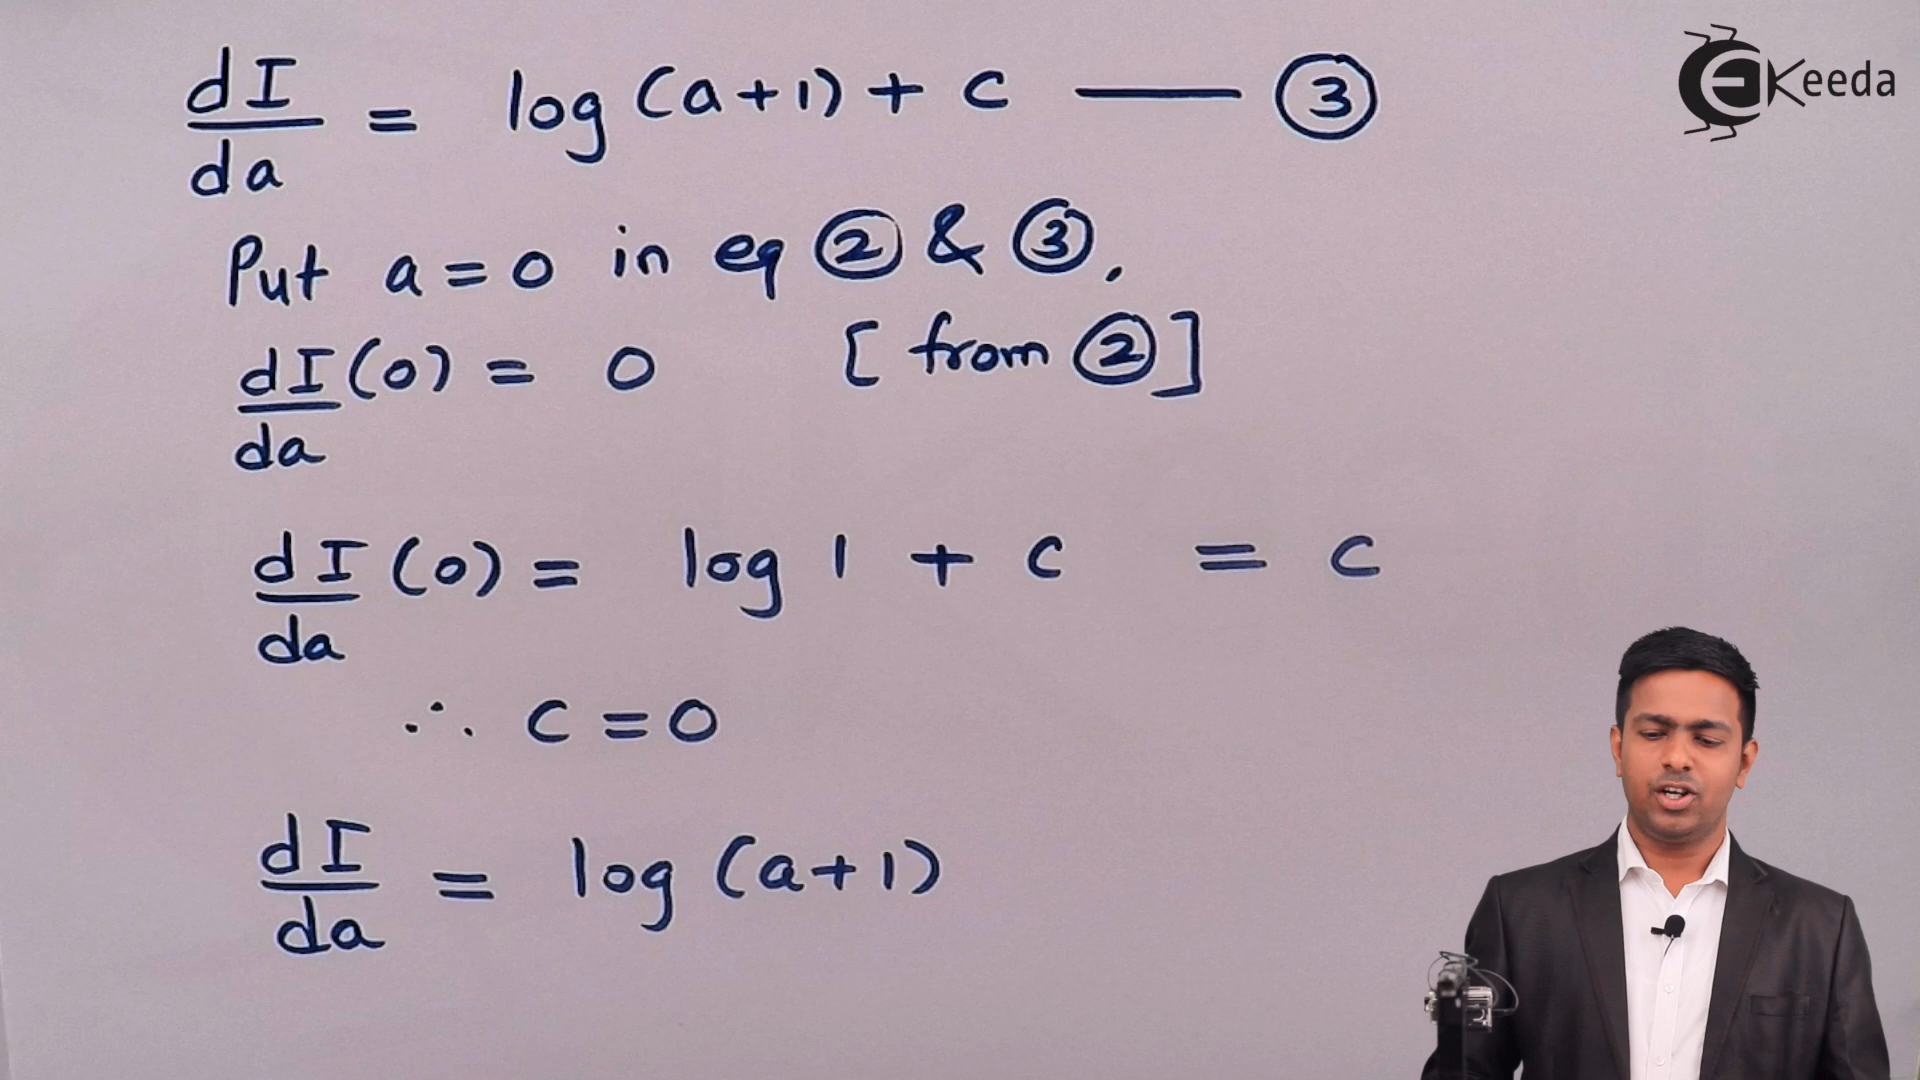 EKeeda
dI/da = log (a+1) + c —— ③
Put a = 0 in eq ② & ③,
dI/da (0) = 0 [from ②]
dI/da (0) = log 1 + c = c
∴ c = 0
dI/da = log (a+1)